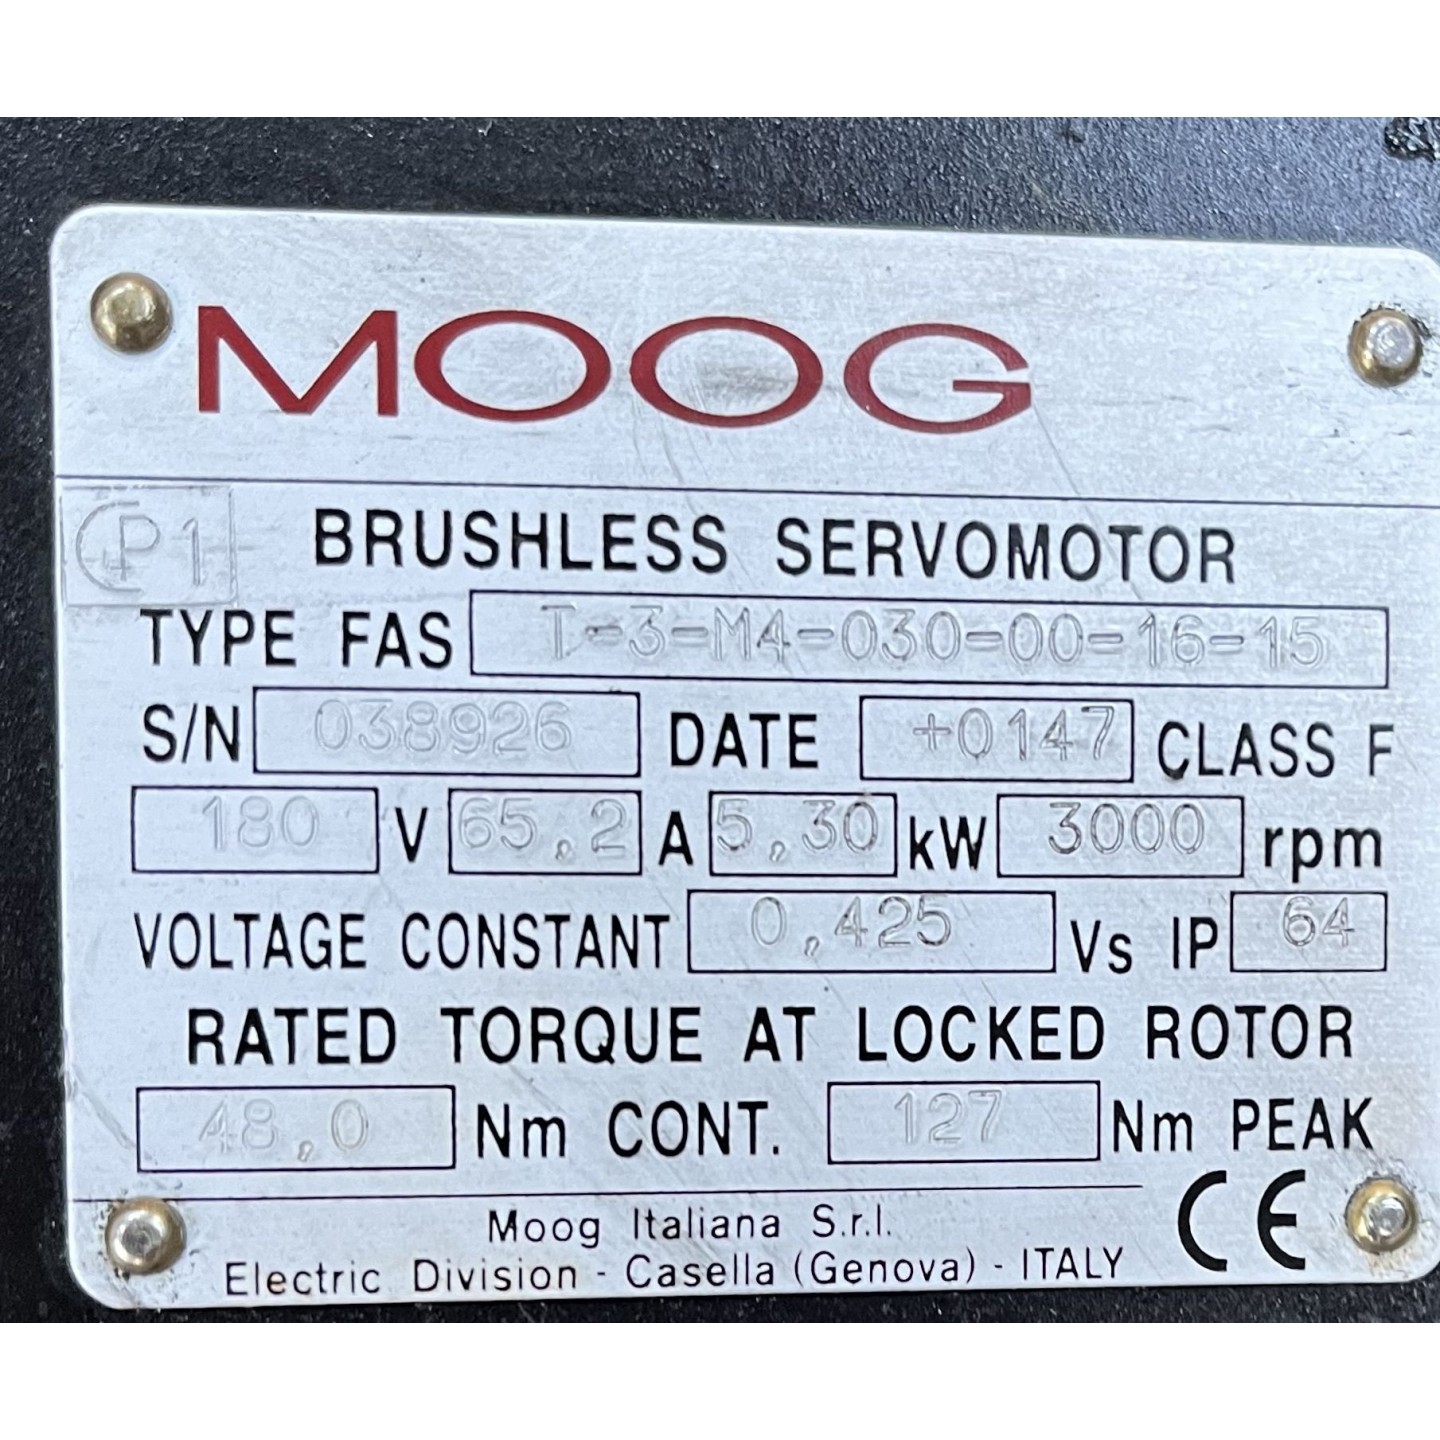 MOOG
P1 BRUSHLESS SERVOMOTOR
TYPE FAS T-3-M4-030-00-16-15
S/N 038926 DATE +0147 CLASS F
180 V 65,2 A 5,30 kW 3000 rpm
VOLTAGE CONSTANT 0,425 Vs IP 64
RATED TORQUE AT LOCKED ROTOR
48,0 Nm CONT. 127 Nm PEAK
Moog Italiana S.r.l.
Electric Division - Casella (Genova) - ITALY
CE